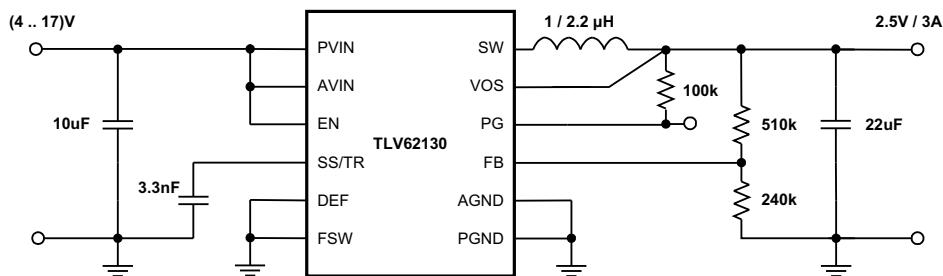 (4 .. 17)V
1 / 2.2 µH
2.5V / 3A
PVIN
SW
AVIN
VOS
100k
10uF
EN
PG
510k
22uF
TLV62130
SS/TR
FB
3.3nF
DEF
AGND
240k
FSW
PGND